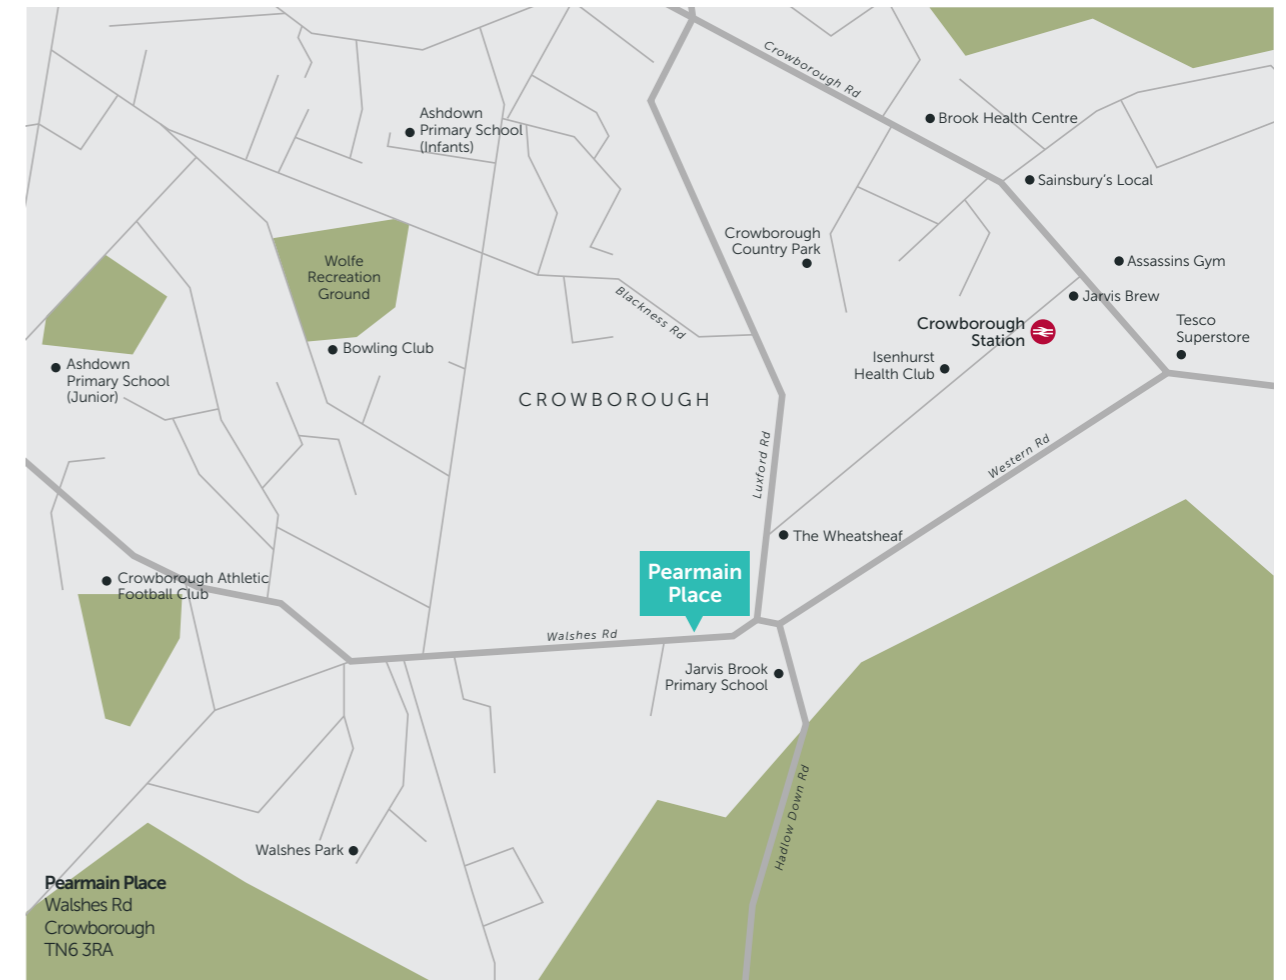 Crowborough Rd
Ashdown
Primary School
(Infants)
Brook Health Centre
Sainsbury’s Local
Crowborough
Country Park
Wolfe
Recreation
Ground
Assassins Gym
Blackness Rd
Jarvis Brew
Crowborough
Station
Tesco
Superstore
Bowling Club
Isenhurst
Health Club
Ashdown
Primary School
(Junior)
CROWBOROUGH
Luxford Rd
Western Rd
The Wheatsheaf
Pearmain
Place
Crowborough Athletic
Football Club
Walshes Rd
Jarvis Brook
Primary School
Hadlow Down Rd
Walshes Park
Pearmain Place
Walshes Rd
Crowborough
TN6 3RA